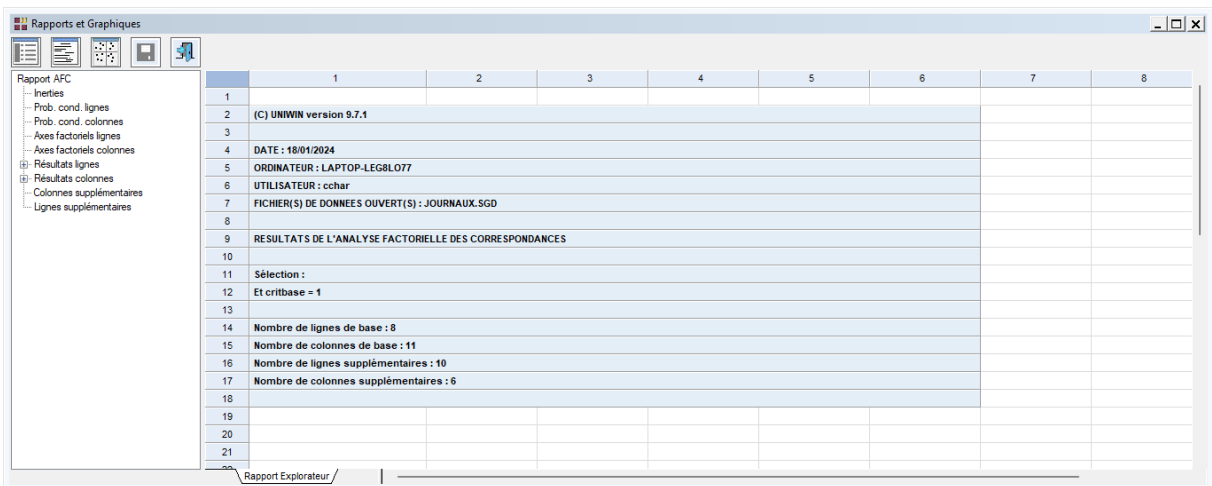 Rapports et Graphiques
Rapport AFC
Inerties
Prob. cond. lignes
Prob. cond. colonnes
Axes factoriels lignes
Axes factoriels colonnes
Résultats lignes
Résultats colonnes
Colonnes supplémentaires
Lignes supplémentaires
1 2 3 4 5 6 7 8
1
2 (C) UNIWIN version 9.7.1
3
4 DATE : 18/01/2024
5 ORDINATEUR : LAPTOP-LEG8LO77
6 UTILISATEUR : cchar
7 FICHIER(S) DE DONNEES OUVERT(S) : JOURNAUX.SGD
8
9 RESULTATS DE L'ANALYSE FACTORIELLE DES CORRESPONDANCES
10
11 Sélection :
12 Et critbase = 1
13
14 Nombre de lignes de base : 8
15 Nombre de colonnes de base : 11
16 Nombre de lignes supplémentaires : 10
17 Nombre de colonnes supplémentaires : 6
18
19
20
21
Rapport Explorateur